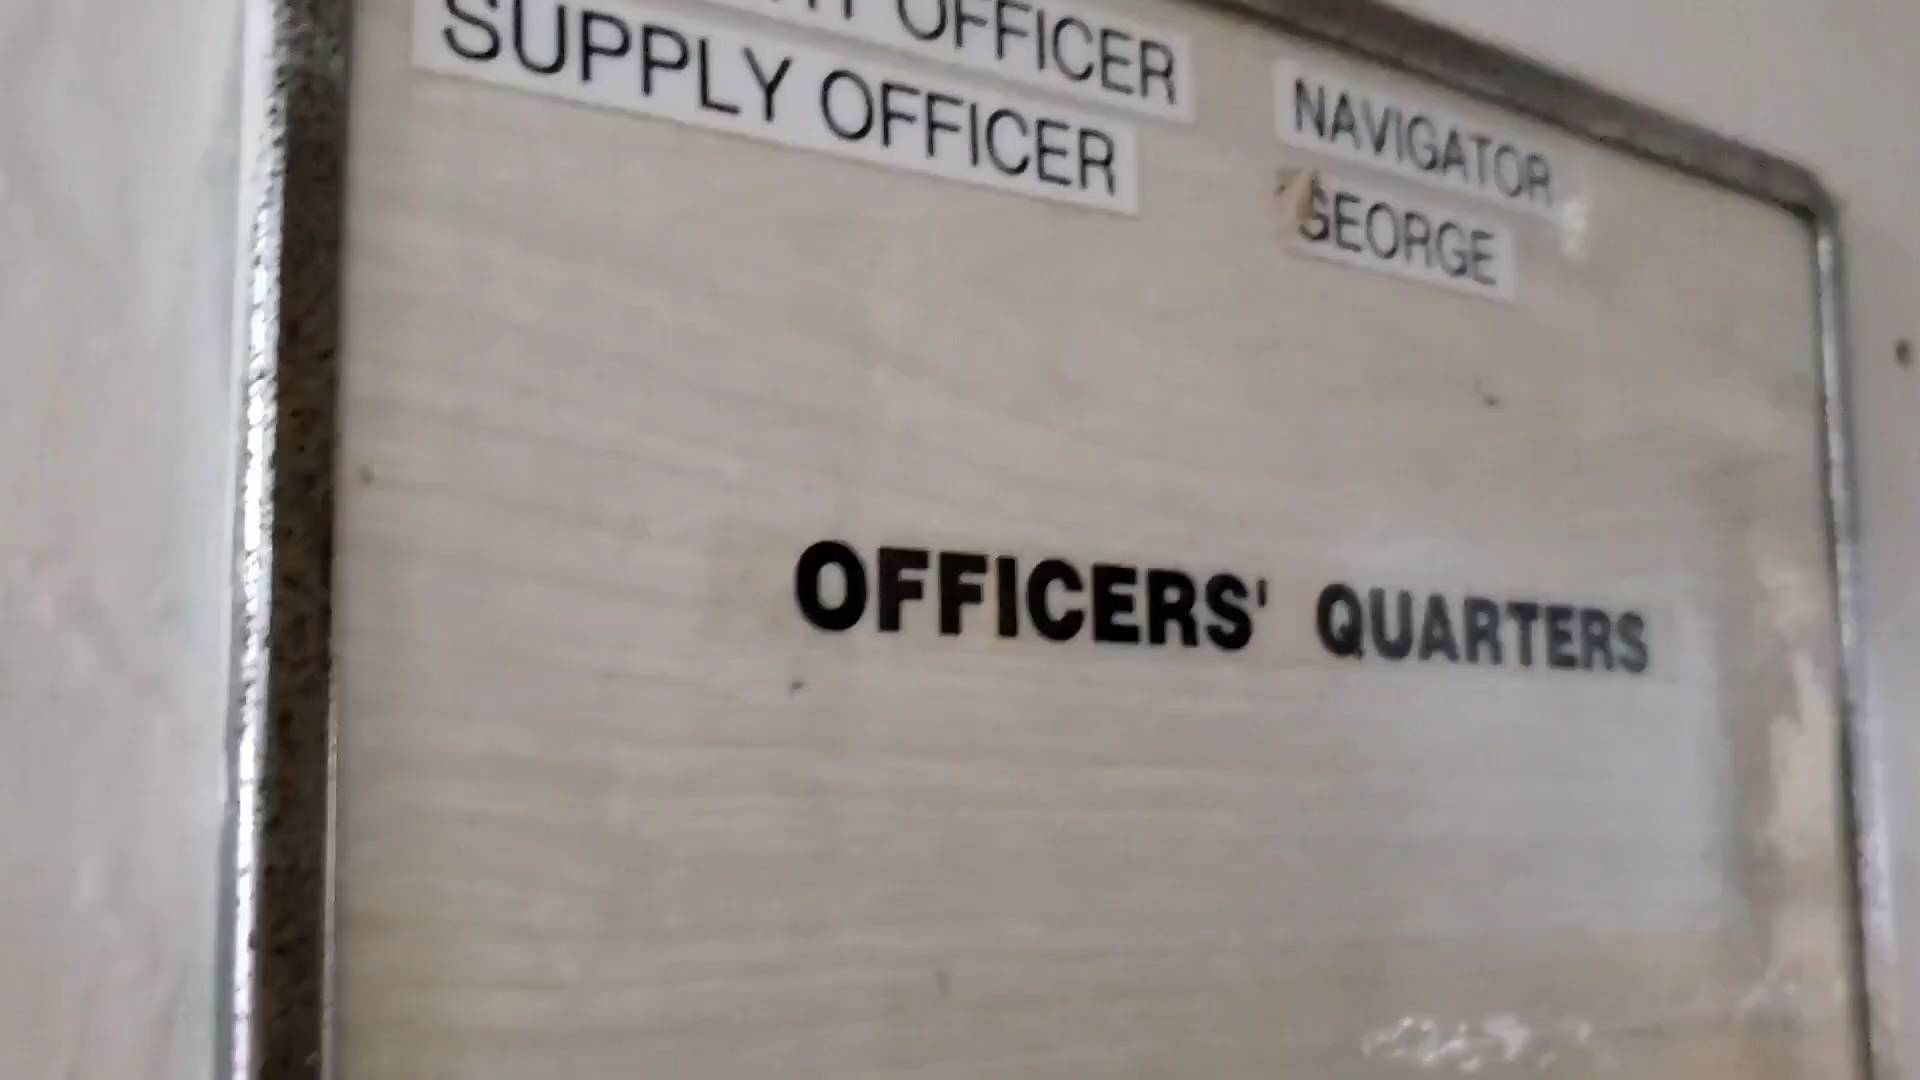 OFFICER
SUPPLY OFFICER
NAVIGATOR
GEORGE
OFFICERS' QUARTERS